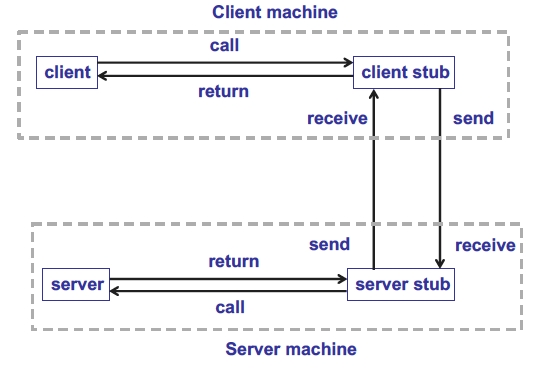 Client machine
call
client
client stub
return
receive
send
send
receive
return
server
server stub
call
Server machine